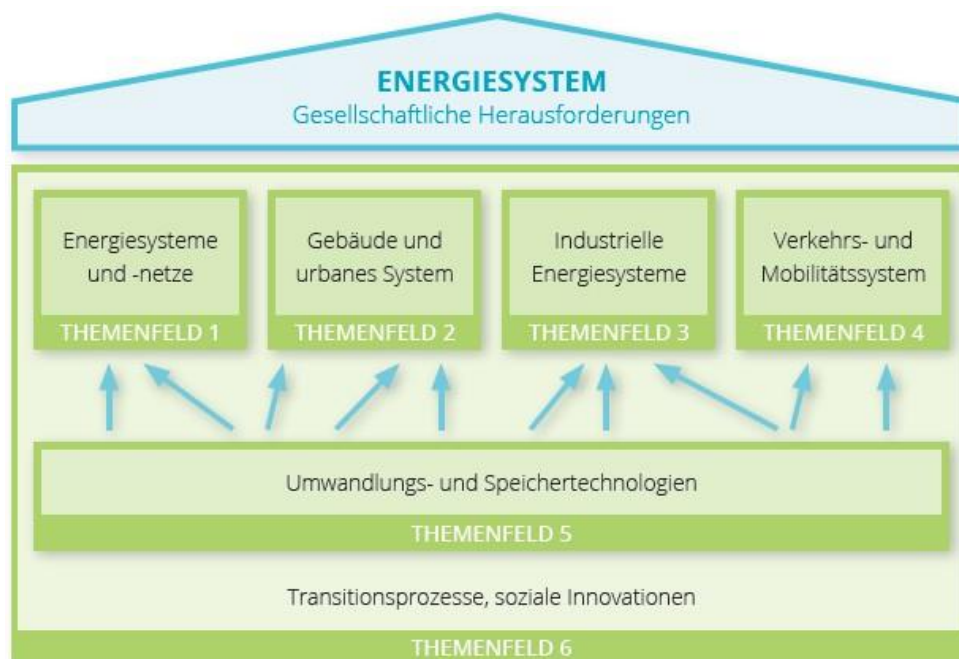 ENERGIESYSTEM
Gesellschaftliche Herausforderungen
Energiesysteme
und -netze
THEMENFELD 1
Gebäude und
urbanes System
THEMENFELD 2
Industrielle
Energiesysteme
THEMENFELD 3
Verkehrs- und
Mobilitätssystem
THEMENFELD 4
Umwandlungs- und Speichertechnologien
THEMENFELD 5
Transitionsprozesse, soziale Innovationen
THEMENFELD 6